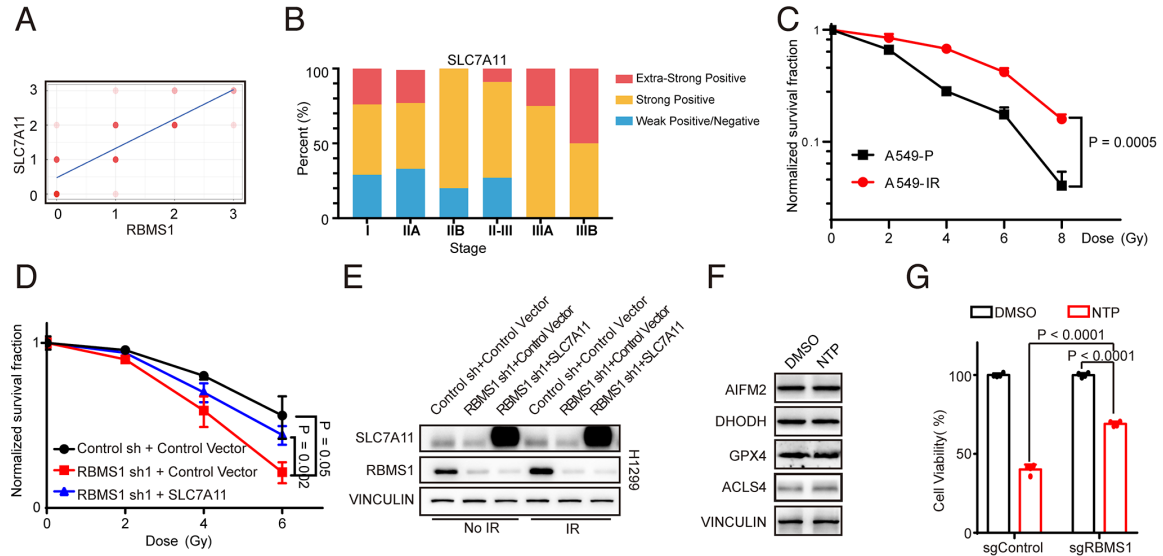 A
SLC7A11
3
2
1
0
0 1 2 3
RBMS1
B
SLC7A11
Percent (%)
100
50
0
I IIA IIB II-III IIIA IIIB
Stage
Extra-Strong Positive
Strong Positive
Weak Positive/Negative
C
Normalized survival fraction
1
0.1
A549-P
A549-IR
P = 0.0005
0 2 4 6 8 Dose (Gy)
D
Normalized survival fraction
1
0
Control sh + Control Vector
RBMS1 sh1 + Control Vector
RBMS1 sh1 + SLC7A11
P = 0.002
P = 0.05
0 2 4 6
Dose (Gy)
E
Control sh+Control Vector
RBMS1 sh1+Control Vector
RBMS1 sh1+SLC7A11
Control sh+Control Vector
RBMS1 sh1+Control Vector
RBMS1 sh1+SLC7A11
SLC7A11
RBMS1
VINCULIN
No IR IR
H1299
F
DMSO
NTP
AIFM2
DHODH
GPX4
ACLS4
VINCULIN
G
DMSO NTP
P < 0.0001
P < 0.0001
Cell Viability( %)
100
50
0
sgControl sgRBMS1